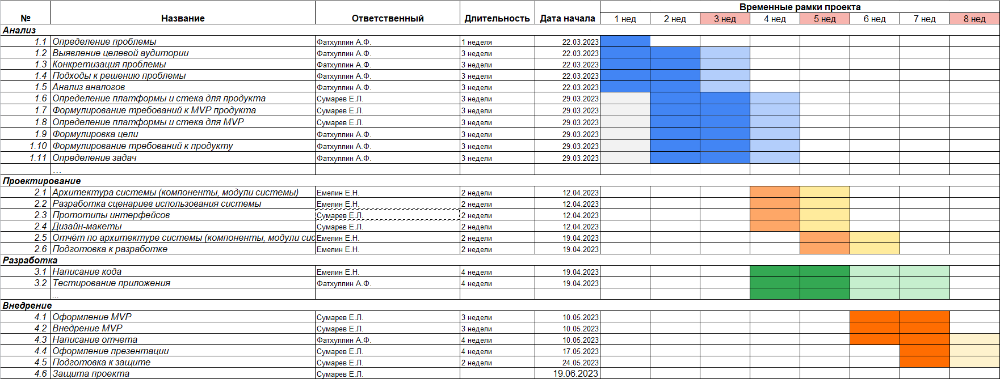 Временные рамки проекта
№ Название Ответственный Длительность Дата начала 1 нед 2 нед 3 нед 4 нед 5 нед 6 нед 7 нед 8 нед
Анализ
1.1 Определение проблемы Фатхуллин А.Ф. 1 неделя 22.03.2023
1.2 Выявление целевой аудитории Фатхуллин А.Ф. 3 недели 22.03.2023
1.3 Конкретизация проблемы Фатхуллин А.Ф. 3 недели 22.03.2023
1.4 Подходы к решению проблемы Фатхуллин А.Ф. 3 недели 22.03.2023
1.5 Анализ аналогов Фатхуллин А.Ф. 3 недели 22.03.2023
1.6 Определение платформы и стека для продукта Сумарев Е.Л. 3 недели 29.03.2023
1.7 Формулирование требований к MVP продукта Сумарев Е.Л. 3 недели 29.03.2023
1.8 Определение платформы и стека для MVP Сумарев Е.Л. 3 недели 29.03.2023
1.9 Формулировка цели Фатхуллин А.Ф. 3 недели 29.03.2023
1.10 Формулирование требований к продукту Фатхуллин А.Ф. 3 недели 29.03.2023
1.11 Определение задач Фатхуллин А.Ф. 3 недели 29.03.2023
...
Проектирование
2.1 Архитектура системы (компоненты, модули системы) Емелин Е.Н. 2 недели 12.04.2023
2.2 Разработка сценариев использования системы Емелин Е.Н. 2 недели 12.04.2023
2.3 Прототипы интерфейсов Сумарев Е.Л. 2 недели 12.04.2023
2.4 Дизайн-макеты Сумарев Е.Л. 2 недели 12.04.2023
2.5 Отчёт по архитектуре системы (компоненты, модули сис Емелин Е.Н. 2 недели 19.04.2023
2.6 Подготовка к разработке Емелин Е.Н. 2 недели 19.04.2023
Разработка
3.1 Написание кода Емелин Е.Н. 4 недели 19.04.2023
3.2 Тестирование приложения Фатхуллин А.Ф. 4 недели 19.04.2023
...
Внедрение
4.1 Оформление MVP Сумарев Е.Л. 3 недели 10.05.2023
4.2 Внедрение MVP Сумарев Е.Л. 3 недели 10.05.2023
4.3 Написание отчета Фатхуллин А.Ф. 4 недели 10.05.2023
4.4 Оформление презентации Сумарев Е.Л. 4 недели 17.05.2023
4.5 Подготовка к защите Сумарев Е.Л. 2 недели 24.05.2023
4.6 Защита проекта Сумарев Е.Л. 19.06.2023